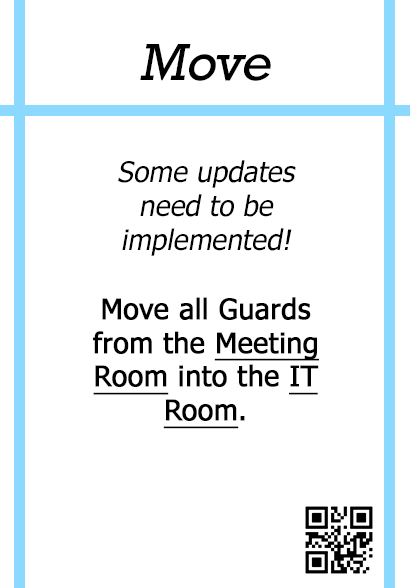 Move
Some updates
need to be
implemented!
Move all Guards
from the Meeting
Room into the IT
Room.